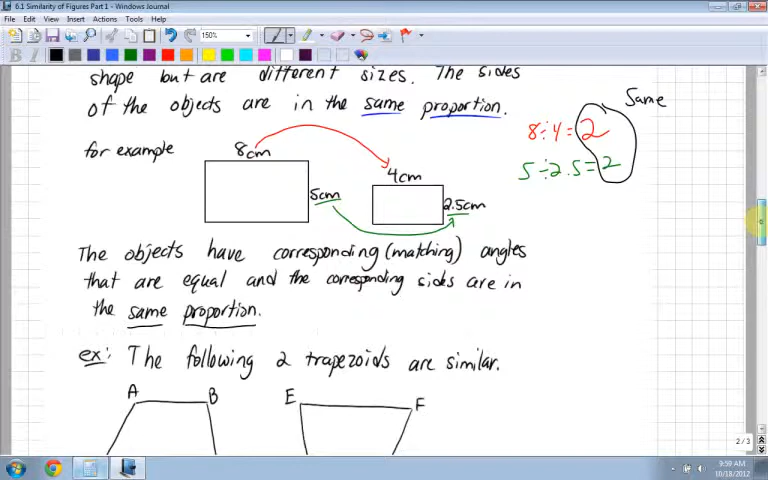 6.1 Similarity of Figures Part 1 - Windows Journal
File Edit View Insert Actions Tools Help
150%
B
shape but are different sizes. The sides
of the objects are in the same proportion.
Same
8÷4=2
5÷2.5=2
for example
8cm
5cm
4cm
2.5cm
The objects have corresponding (matching) angles
that are equal and the corresponding sides are in
the same proportion.
ex: The following 2 trapezoids are similar.
A B E F
2/3
9:59 AM
10/18/2012